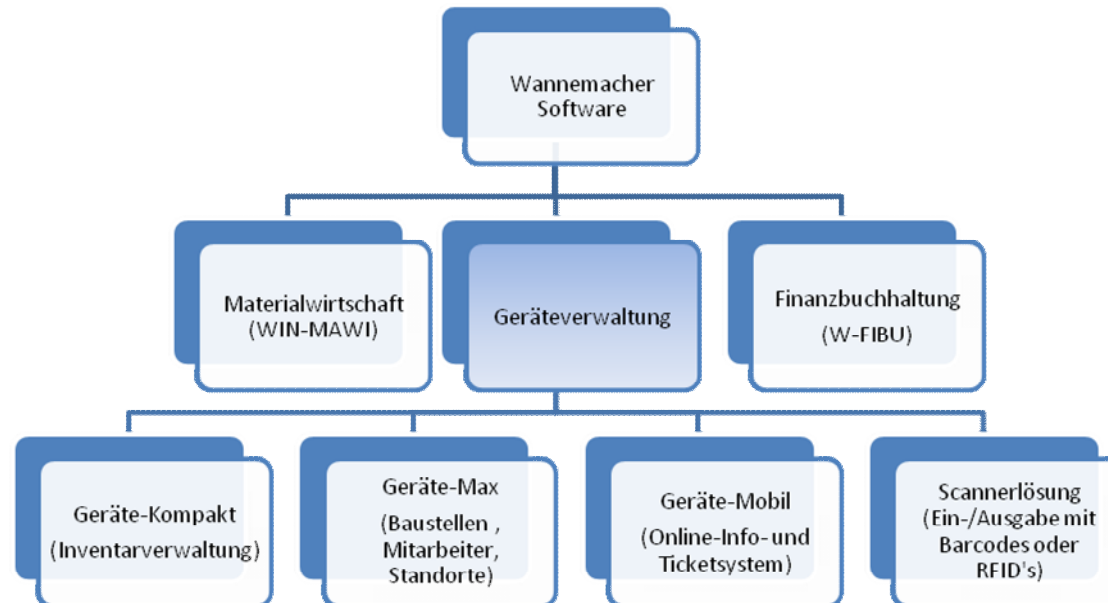 Wannemacher
Software
Materialwirtschaft
(WIN-MAWI)
Geräteverwaltung
Finanzbuchhaltung
(W-FIBU)
Geräte-Kompakt
(Inventarverwaltung)
Geräte-Max
(Baustellen ,
Mitarbeiter,
Standorte)
Geräte-Mobil
(Online-Info- und
Ticketsystem)
Scannerlösung
(Ein-/Ausgabe mit
Barcodes oder
RFID's)